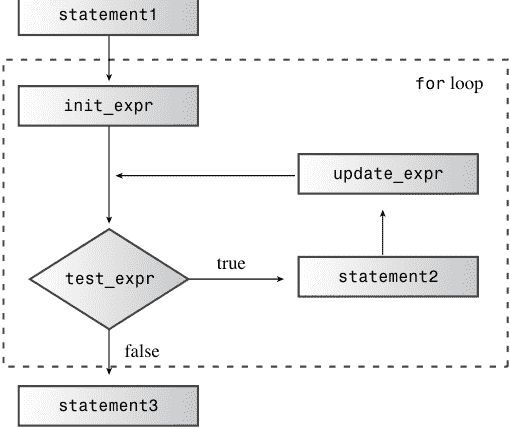 statement1
for loop
init_expr
update_expr
test_expr
true
statement2
false
statement3